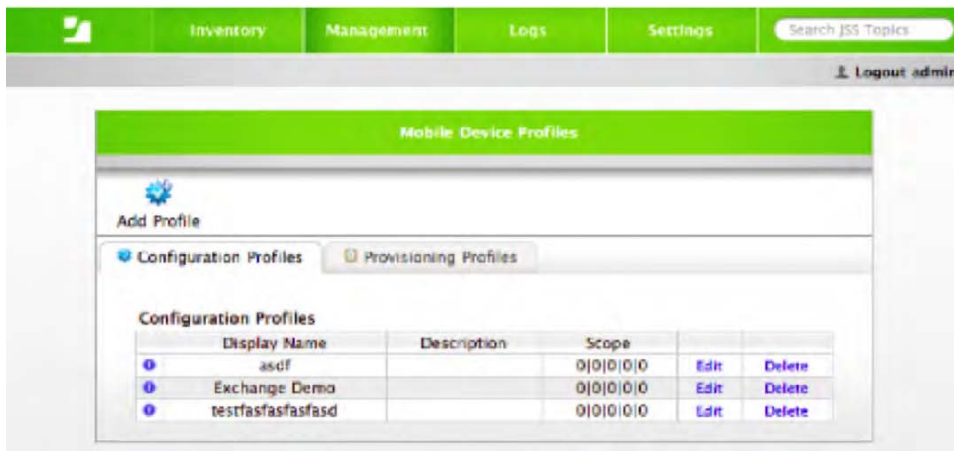 Inventory Management Logs Settings Search JSS Topics
Logout admin
Mobile Device Profiles
Add Profile
Configuration Profiles Provisioning Profiles
Configuration Profiles
Display Name Description Scope
asdf 0|0|0|0|0 Edit Delete
Exchange Demo 0|0|0|0|0 Edit Delete
testfasfasfasfasd 0|0|0|0|0 Edit Delete